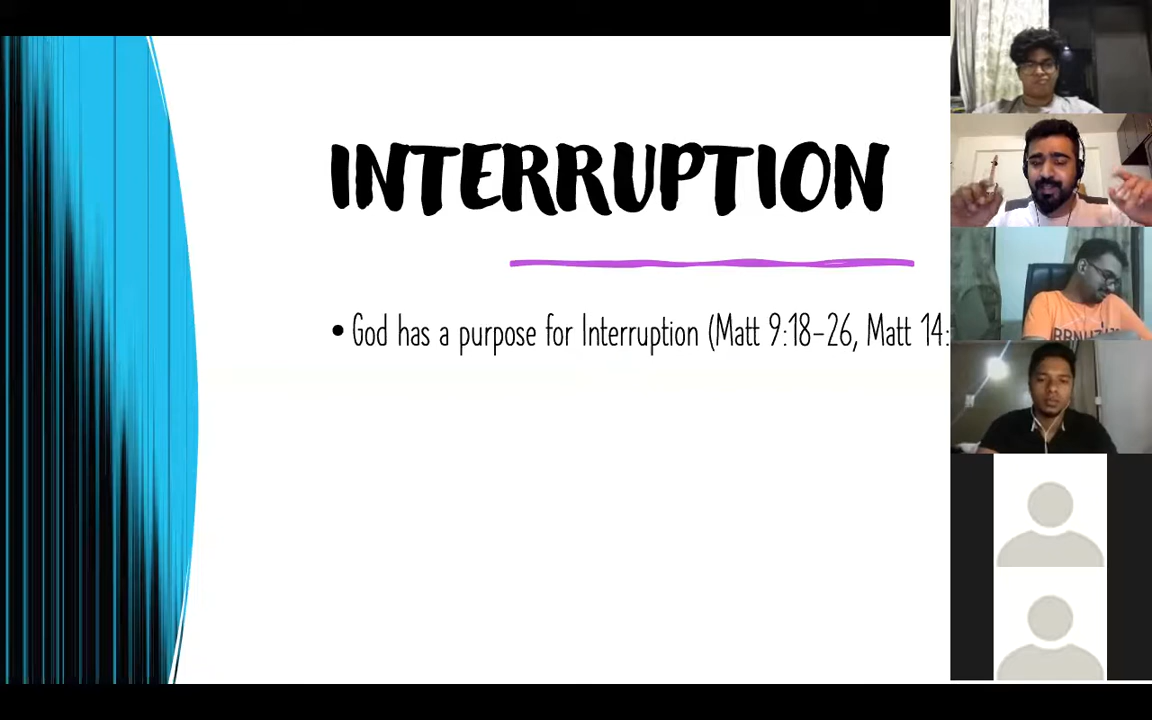 INTERRUPTION
• God has a purpose for Interruption (Matt 9:18-26, Matt 14: